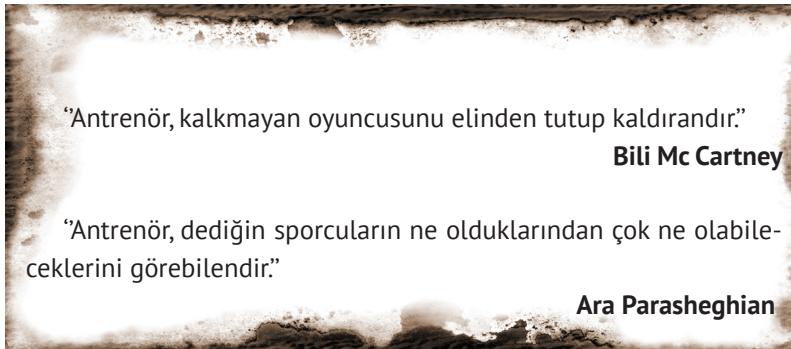 ‘’Antrenör, kalkmayan oyuncusunu elinden tutup kaldırandır.’’
Bili Mc Cartney
‘’Antrenör, dediğin sporcuların ne olduklarından çok ne olabile-
ceklerini görebilendir.’’
Ara Parasheghian